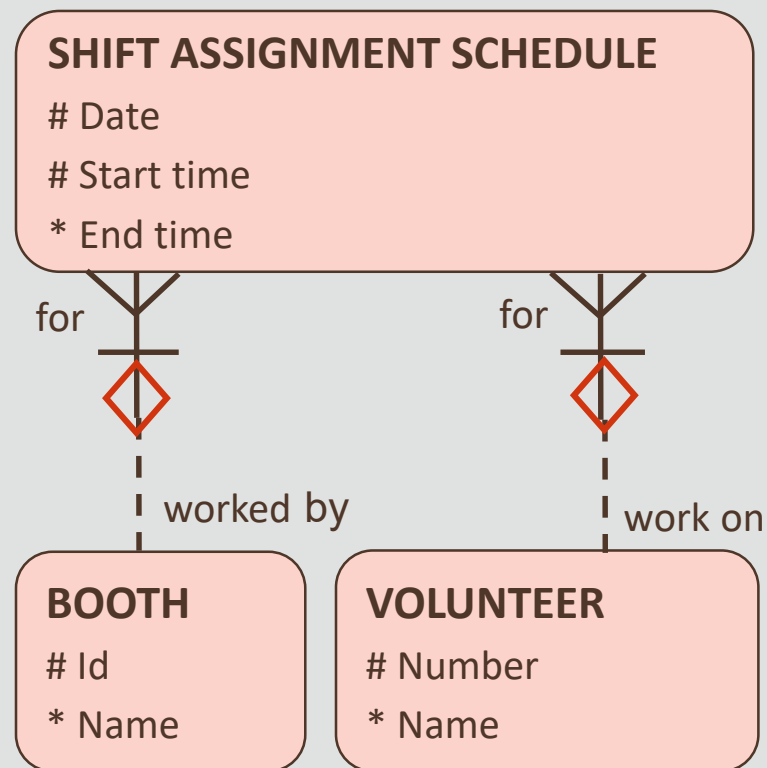 SHIFT ASSIGNMENT SCHEDULE
# Date
# Start time
* End time
for
for
worked by
work on
BOOTH
# Id
* Name
VOLUNTEER
# Number
* Name